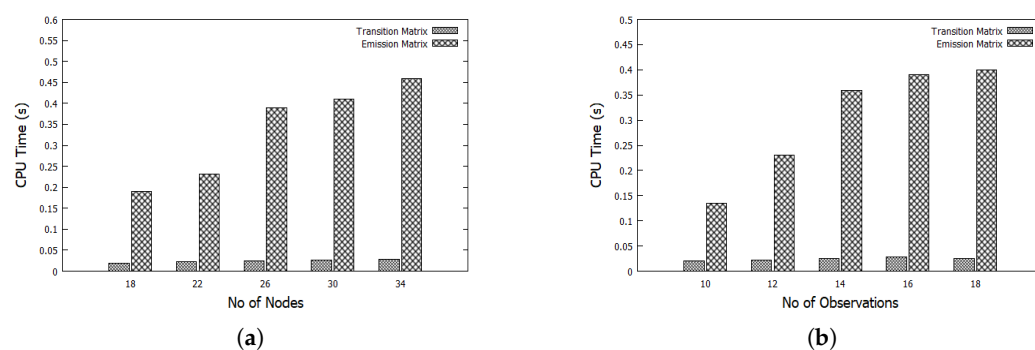 0.6
0.55
0.5
0.45
0.4
0.35
0.3
0.25
0.2
0.15
0.1
0.05
0
CPU Time (s)
Transition Matrix
Emission Matrix
18 22 26 30 34
No of Nodes
(a)
0.5
0.45
0.4
0.35
0.3
0.25
0.2
0.15
0.1
0.05
0
CPU Time (s)
Transition Matrix
Emission Matrix
10 12 14 16 18
No of Observations
(b)